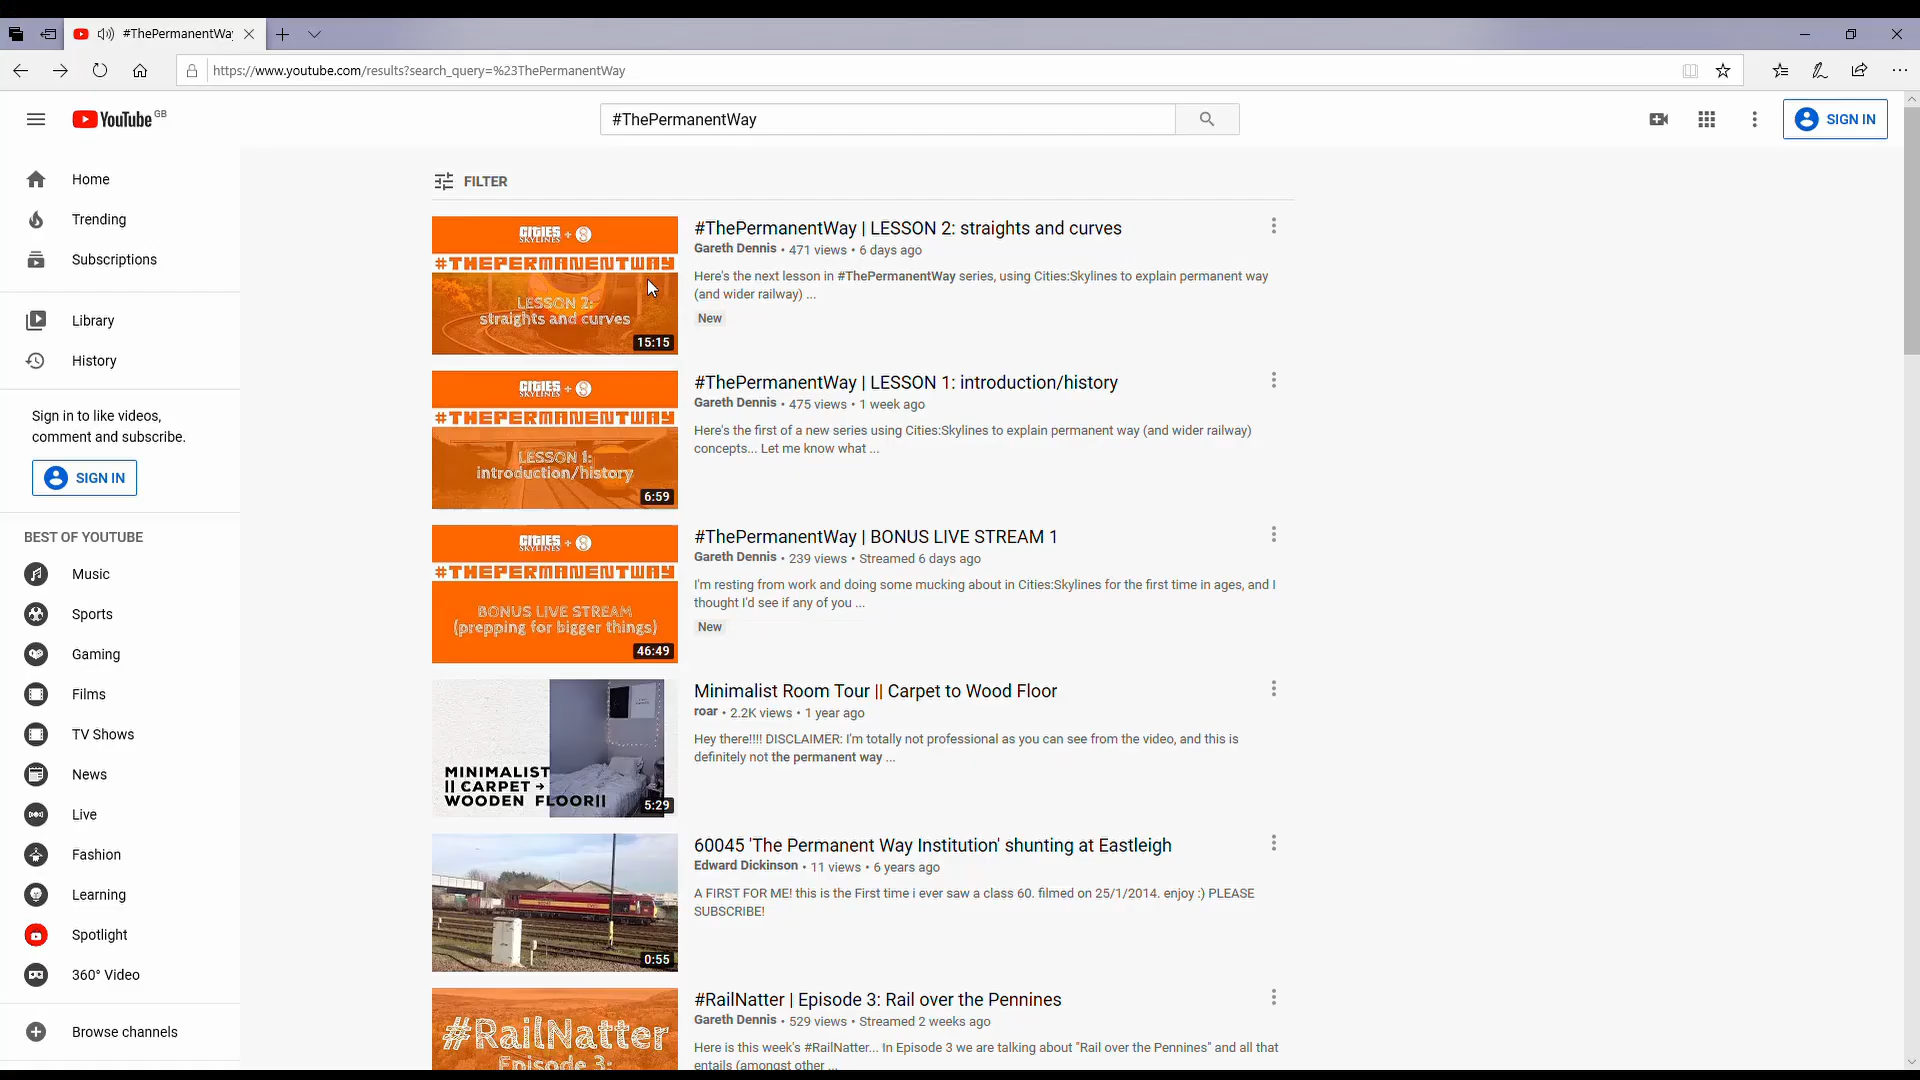 #ThePermanentWay
https://www.youtube.com/results?search_query=%23ThePermanentWay
YouTube GB
#ThePermanentWay
SIGN IN
Home
Trending
Subscriptions
Library
History
Sign in to like videos,
comment and subscribe.
SIGN IN
BEST OF YOUTUBE
Music
Sports
Gaming
Films
TV Shows
News
Live
Fashion
Learning
Spotlight
360° Video
Browse channels
FILTER
CITIES SKYLINES +
#THEPERMANENTWAY
LESSON 2:
straights and curves
15:15
#ThePermanentWay | LESSON 2: straights and curves
Gareth Dennis • 471 views • 6 days ago
Here's the next lesson in #ThePermanentWay series, using Cities:Skylines to explain permanent way
(and wider railway) ...
New
CITIES SKYLINES +
#THEPERMANENTWAY
LESSON 1:
introduction/history
6:59
#ThePermanentWay | LESSON 1: introduction/history
Gareth Dennis • 475 views • 1 week ago
Here's the first of a new series using Cities:Skylines to explain permanent way (and wider railway)
concepts... Let me know what ...
CITIES SKYLINES +
#THEPERMANENTWAY
BONUS LIVE STREAM
(prepping for bigger things)
46:49
#ThePermanentWay | BONUS LIVE STREAM 1
Gareth Dennis • 239 views • Streamed 6 days ago
I'm resting from work and doing some mucking about in Cities:Skylines for the first time in ages, and I
thought I'd see if any of you ...
New
MINIMALIST
|| CARPET →
WOODEN FLOOR||
5:29
Minimalist Room Tour || Carpet to Wood Floor
roar • 2.2K views • 1 year ago
Hey there!!!! DISCLAIMER: I'm totally not professional as you can see from the video, and this is
definitely not the permanent way ...
0:55
60045 'The Permanent Way Institution' shunting at Eastleigh
Edward Dickinson • 11 views • 6 years ago
A FIRST FOR ME! this is the First time i ever saw a class 60. filmed on 25/1/2014. enjoy :) PLEASE
SUBSCRIBE!
#RailNatter
Episode 3:
#RailNatter | Episode 3: Rail over the Pennines
Gareth Dennis • 529 views • Streamed 2 weeks ago
Here is this week's #RailNatter... In Episode 3 we are talking about "Rail over the Pennines" and all that
entails (amongst other ...